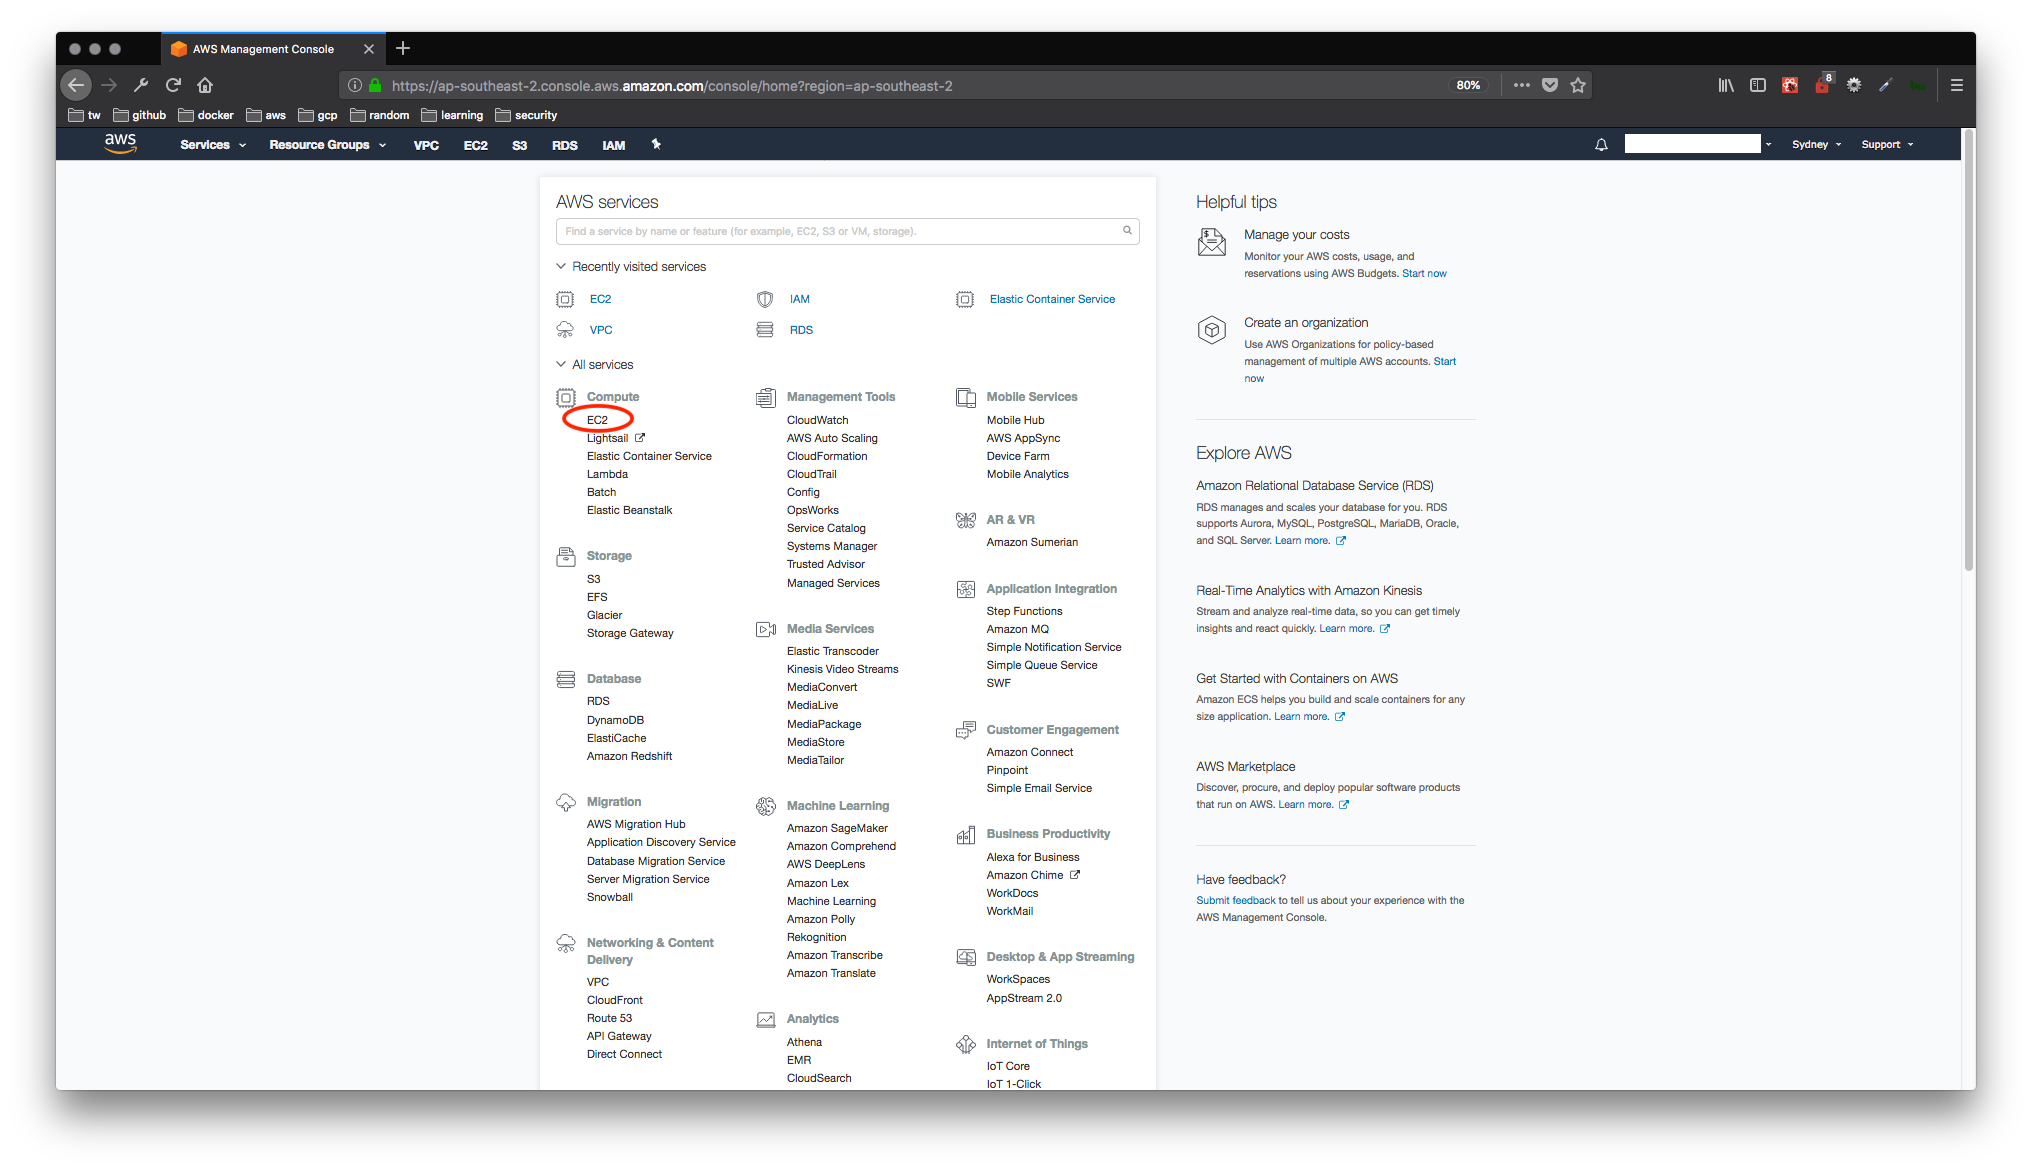 AWS Management Console
https://ap-southeast-2.console.aws.amazon.com/console/home?region=ap-southeast-2
80%
8
tw github docker aws gcp random learning security
aws
Services Resource Groups VPC EC2 S3 RDS IAM
Sydney Support
AWS services
Find a service by name or feature (for example, EC2, S3 or VM, storage).
Recently visited services
EC2 IAM Elastic Container Service
VPC RDS
All services
Compute
EC2
Lightsail
Elastic Container Service
Lambda
Batch
Elastic Beanstalk
Storage
S3
EFS
Glacier
Storage Gateway
Database
RDS
DynamoDB
ElastiCache
Amazon Redshift
Migration
AWS Migration Hub
Application Discovery Service
Database Migration Service
Server Migration Service
Snowball
Networking & Content
Delivery
VPC
CloudFront
Route 53
API Gateway
Direct Connect
Management Tools
CloudWatch
AWS Auto Scaling
CloudFormation
CloudTrail
Config
OpsWorks
Service Catalog
Systems Manager
Trusted Advisor
Managed Services
Media Services
Elastic Transcoder
Kinesis Video Streams
MediaConvert
MediaLive
MediaPackage
MediaStore
MediaTailor
Machine Learning
Amazon SageMaker
Amazon Comprehend
AWS DeepLens
Amazon Lex
Machine Learning
Amazon Polly
Rekognition
Amazon Transcribe
Amazon Translate
Analytics
Athena
EMR
CloudSearch
Mobile Services
Mobile Hub
AWS AppSync
Device Farm
Mobile Analytics
AR & VR
Amazon Sumerian
Application Integration
Step Functions
Amazon MQ
Simple Notification Service
Simple Queue Service
SWF
Customer Engagement
Amazon Connect
Pinpoint
Simple Email Service
Business Productivity
Alexa for Business
Amazon Chime
WorkDocs
WorkMail
Desktop & App Streaming
WorkSpaces
AppStream 2.0
Internet of Things
IoT Core
IoT 1-Click
Helpful tips
Manage your costs
Monitor your AWS costs, usage, and
reservations using AWS Budgets. Start now
Create an organization
Use AWS Organizations for policy-based
management of multiple AWS accounts. Start
now
Explore AWS
Amazon Relational Database Service (RDS)
RDS manages and scales your database for you. RDS
supports Aurora, MySQL, PostgreSQL, MariaDB, Oracle,
and SQL Server. Learn more.
Real-Time Analytics with Amazon Kinesis
Stream and analyze real-time data, so you can get timely
insights and react quickly. Learn more.
Get Started with Containers on AWS
Amazon ECS helps you build and scale containers for any
size application. Learn more.
AWS Marketplace
Discover, procure, and deploy popular software products
that run on AWS. Learn more.
Have feedback?
Submit feedback to tell us about your experience with the
AWS Management Console.